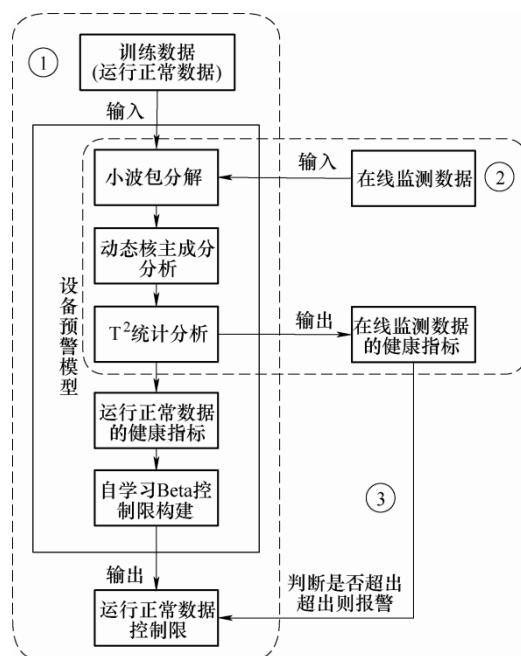 ①
训练数据
(运行正常数据)
输入
小波包分解
输入
在线监测数据
②
动态核主成分
分析
设备预警模型
T²统计分析
输出
在线监测数据
的健康指标
运行正常数据
的健康指标
自学习Beta控
制限构建
③
输出
判断是否超出
超出则报警
运行正常数据
控制限